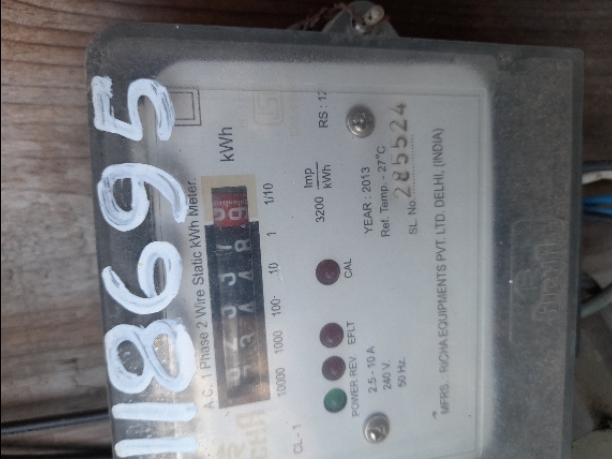 118695
A.C. 1 Phase 2 Wire Static kWh Meter
kWh
10000 1000 100 10 1 1/10
CL-1
3200 Imp/kWh
RS : 12
POWER REV. EFLT CAL
2.5 - 10 A
240 V.
50 Hz.
YEAR : 2013
Ref. Temp. - 27°C
SL. No. 285524
MFRS. - RICHA EQUIPMENTS PVT. LTD. DELHI, (INDIA)